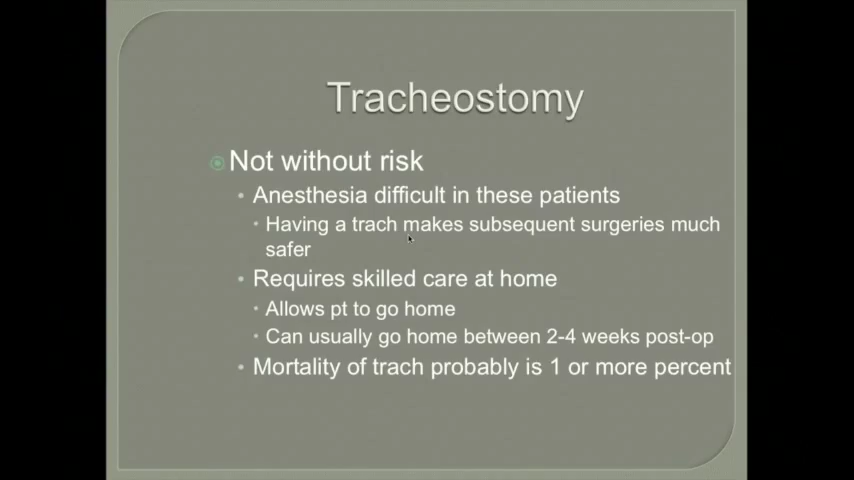 Tracheostomy
Not without risk
Anesthesia difficult in these patients
Having a trach makes subsequent surgeries much
safer
Requires skilled care at home
Allows pt to go home
Can usually go home between 2-4 weeks post-op
Mortality of trach probably is 1 or more percent